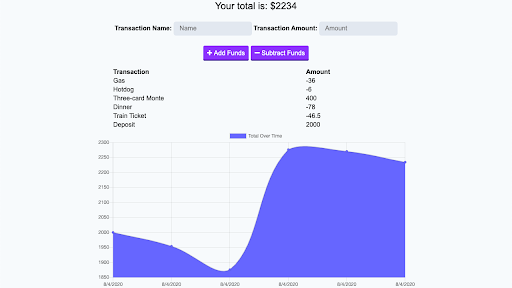 Your total is: $2234
Transaction Name: Name Transaction Amount: Amount
+ Add Funds − Subtract Funds
Transaction Amount
Gas -36
Hotdog -6
Three-card Monte 400
Dinner -78
Train Ticket -46.5
Deposit 2000
Total Over Time
2300
2250
2200
2150
2100
2050
2000
1950
1900
1850
8/4/2020 8/4/2020 8/4/2020 8/4/2020 8/4/2020 8/4/2020